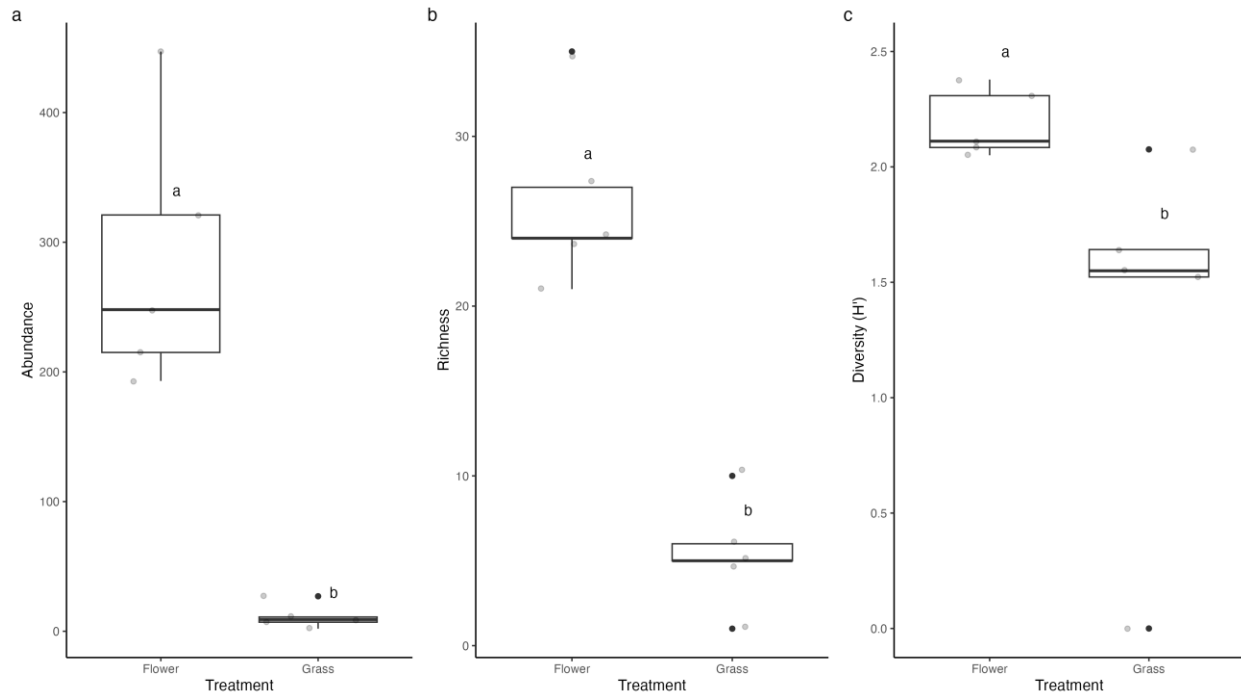 a
Abundance
400
300
200
100
0
a
b
Flower
Grass
Treatment
b
Richness
30
20
10
0
a
b
Flower
Grass
Treatment
c
Diversity (H')
2.5
2.0
1.5
1.0
0.5
0.0
a
b
Flower
Grass
Treatment